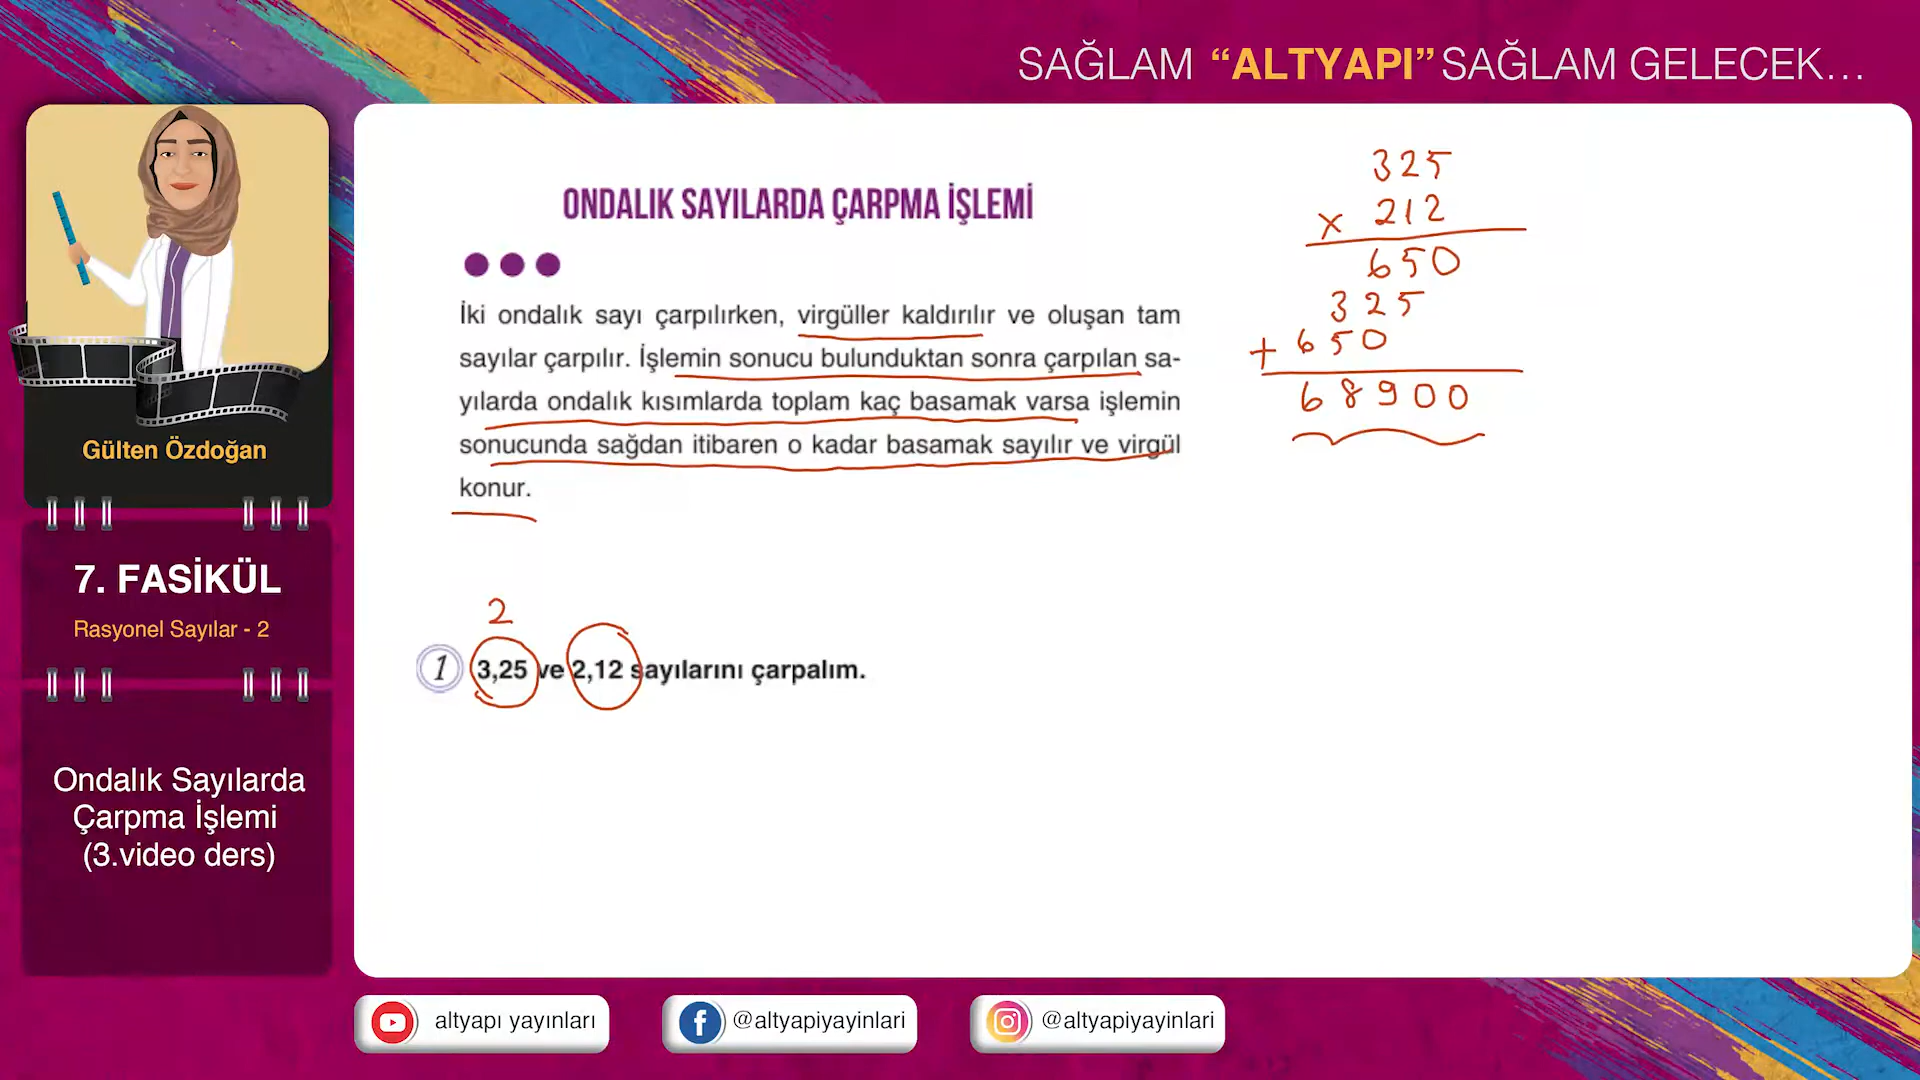 SAĞLAM “ALTYAPI” SAĞLAM GELECEK...
Gülten Özdoğan
7. FASİKÜL
Rasyonel Sayılar - 2
Ondalık Sayılarda
Çarpma İşlemi
(3.video ders)
ONDALIK SAYILARDA ÇARPMA İŞLEMİ
İki ondalık sayı çarpılırken, virgüller kaldırılır ve oluşan tam
sayılar çarpılır. İşlemin sonucu bulunduktan sonra çarpılan sa-
yılarda ondalık kısımlarda toplam kaç basamak varsa işlemin
sonucunda sağdan itibaren o kadar basamak sayılır ve virgül
konur.
2
1 3,25 ve 2,12 sayılarını çarpalım.
325
x 212
650
325
+ 650
68900
altyapı yayınları
@altyapiyayinlari
@altyapiyayinlari